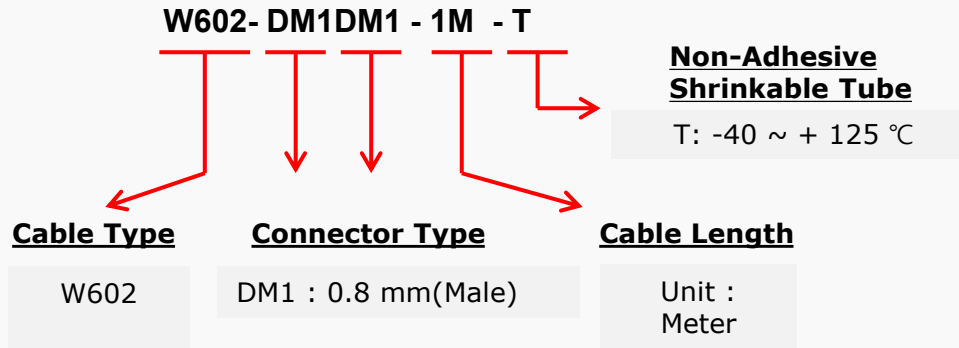 W602- DM1DM1 - 1M - T
Non-Adhesive
Shrinkable Tube
T: -40 ~ + 125 ℃
Cable Type
W602
Connector Type
DM1 : 0.8 mm(Male)
Cable Length
Unit :
Meter